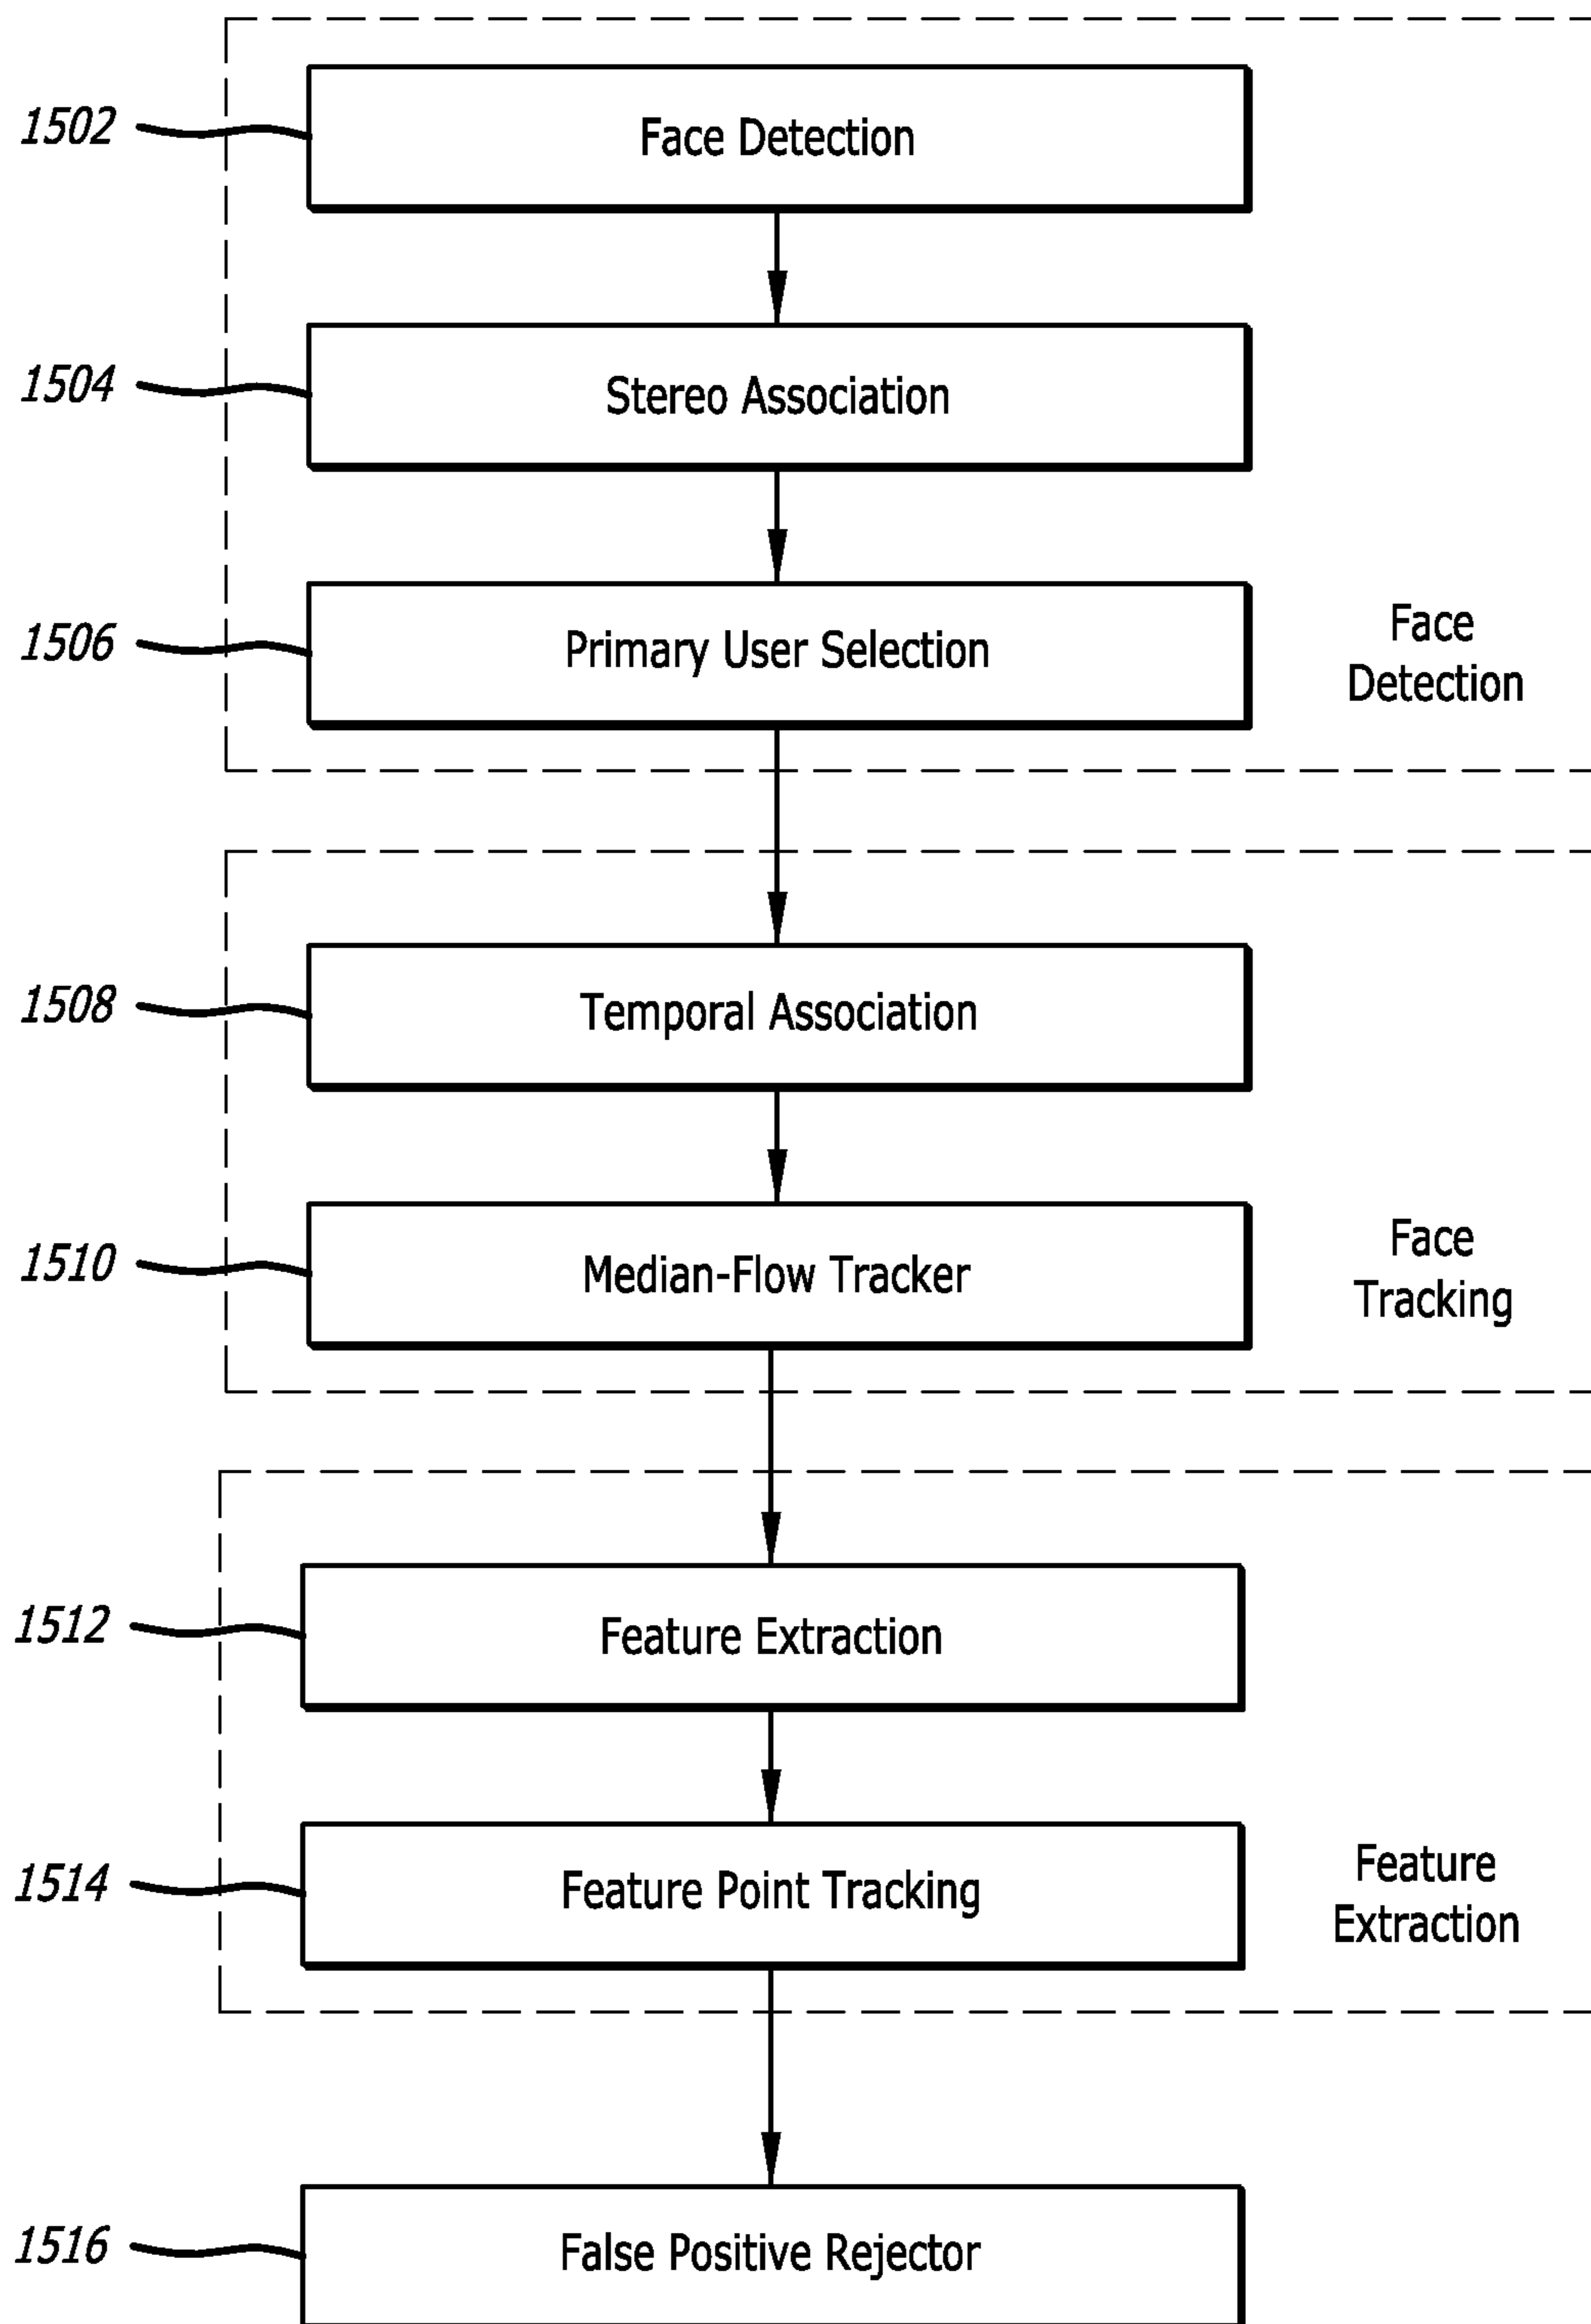 1502
Face Detection
1504
Stereo Association
1506
Primary User Selection
Face
Detection
1508
Temporal Association
1510
Median-Flow Tracker
Face
Tracking
1512
Feature Extraction
1514
Feature Point Tracking
Feature
Extraction
1516
False Positive Rejector